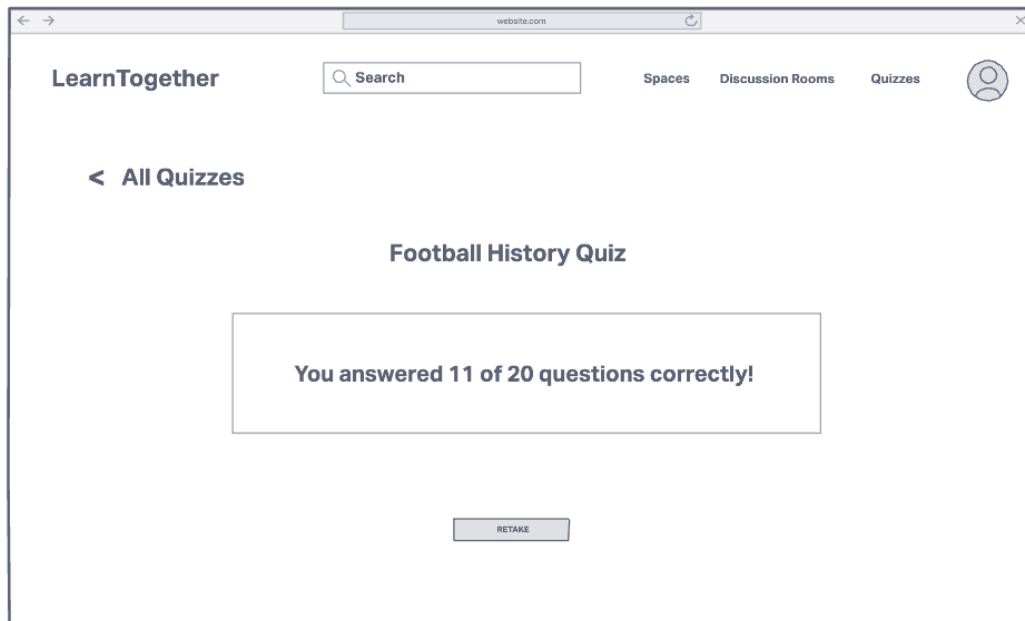 website.com
LearnTogether Search Spaces Discussion Rooms Quizzes
< All Quizzes
Football History Quiz
You answered 11 of 20 questions correctly!
RETAKE